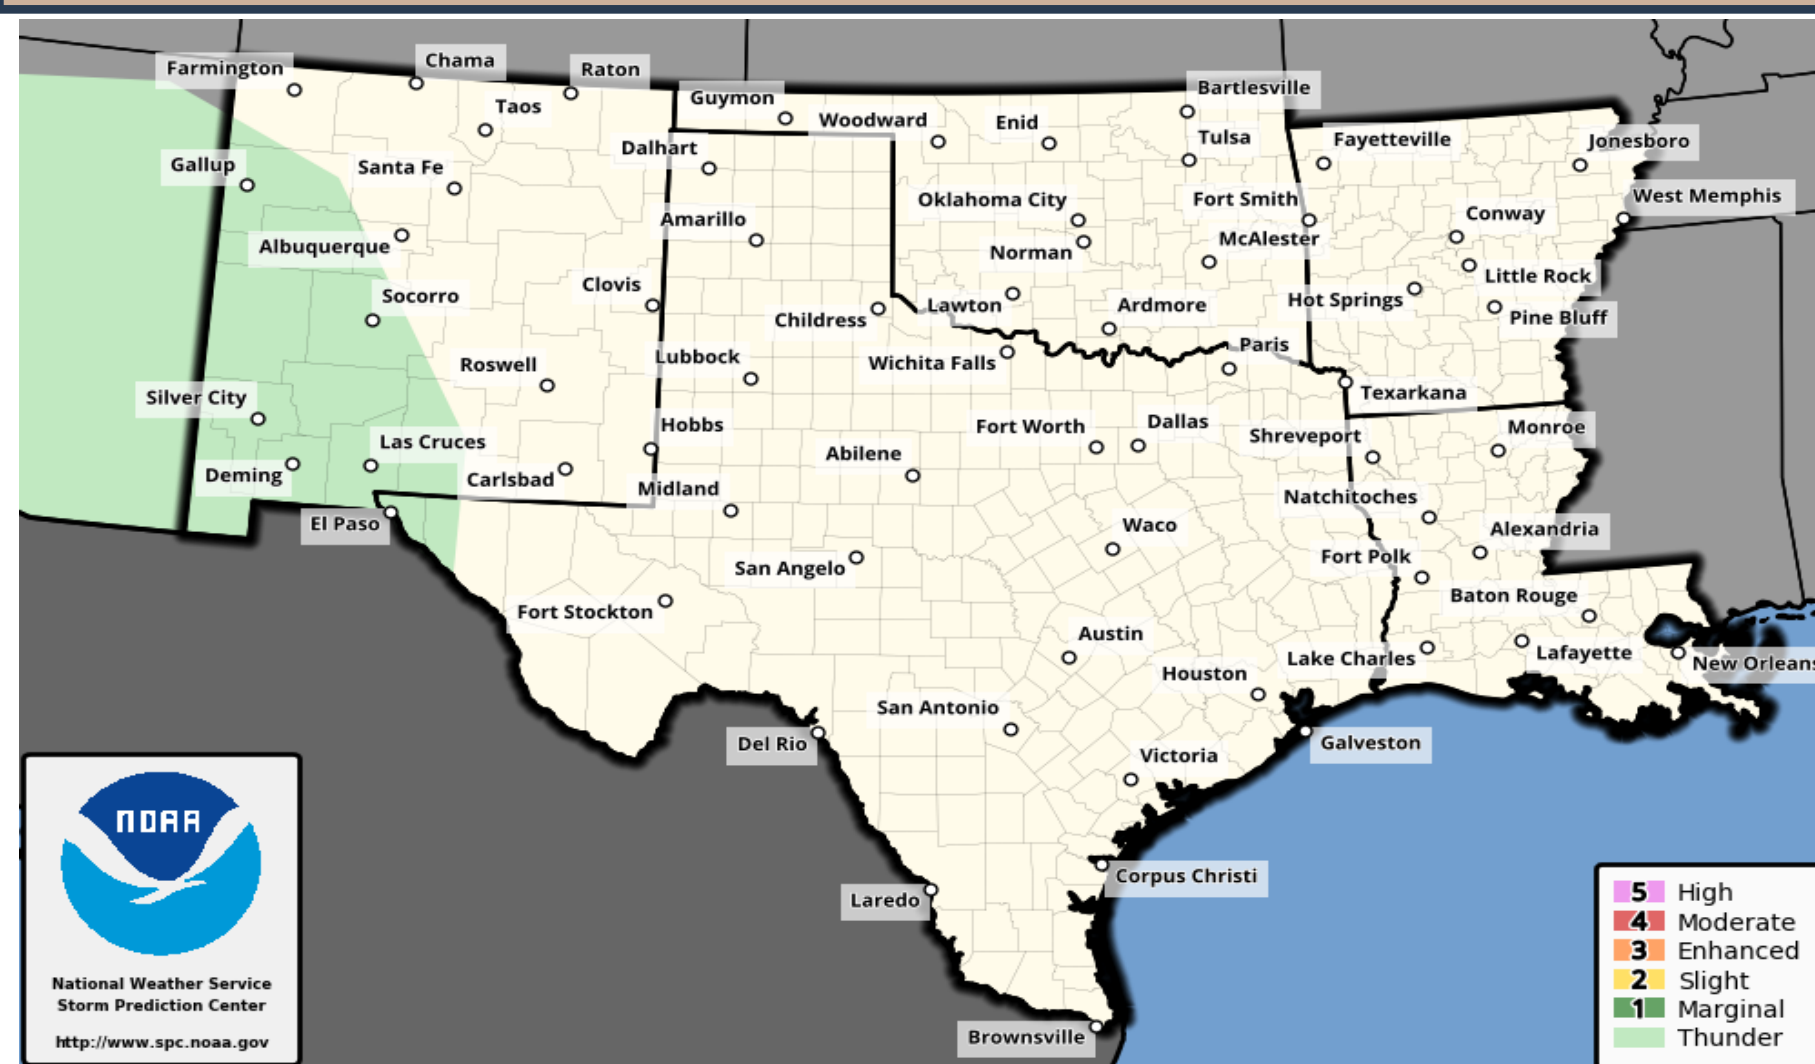 Farmington
Chama
Raton
Guymon
Bartlesville
Taos
Woodward
Enid
Tulsa
Fayetteville
Jonesboro
Gallup
Santa Fe
Dalhart
Oklahoma City
Fort Smith
West Memphis
Albuquerque
Amarillo
Norman
McAlester
Conway
Socorro
Clovis
Childress
Lawton
Ardmore
Hot Springs
Little Rock
Pine Bluff
Roswell
Lubbock
Wichita Falls
Paris
Silver City
Texarkana
Las Cruces
Hobbs
Abilene
Fort Worth
Dallas
Shreveport
Monroe
Deming
Carlsbad
Midland
Natchitoches
El Paso
San Angelo
Waco
Fort Polk
Alexandria
Fort Stockton
Austin
Baton Rouge
Houston
Lake Charles
Lafayette
New Orleans
Del Rio
San Antonio
Victoria
Galveston
Laredo
Corpus Christi
Brownsville
NOAA
National Weather Service
Storm Prediction Center
http://www.spc.noaa.gov
5 High
4 Moderate
3 Enhanced
2 Slight
1 Marginal
Thunder